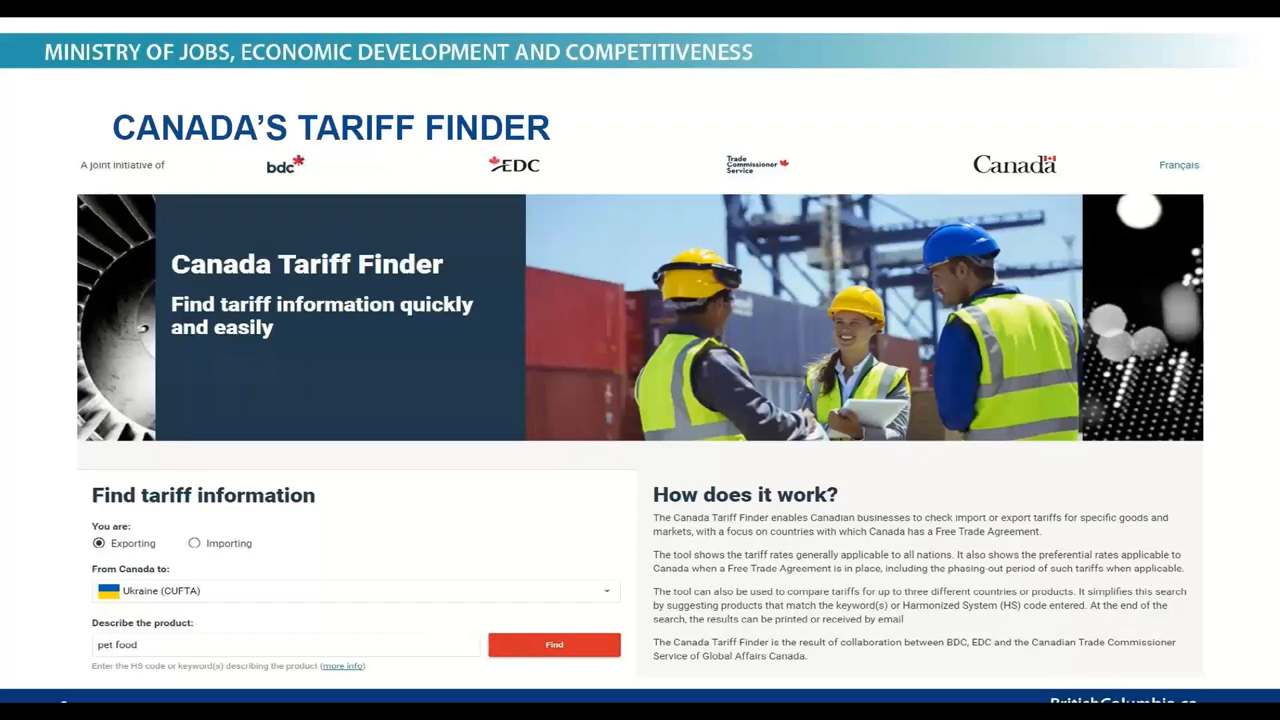 MINISTRY OF JOBS, ECONOMIC DEVELOPMENT AND COMPETITIVENESS
CANADA'S TARIFF FINDER
A joint initiative of
bdc
EDC
Trade
Commissioner
Service
Canada
Français
Canada Tariff Finder
Find tariff information quickly
and easily
Find tariff information
You are:
Exporting
Importing
From Canada to:
Ukraine (CUFTA)
Describe the product:
pet food
Find
Enter the HS code or keyword(s) describing the product (more info)
How does it work?
The Canada Tariff Finder enables Canadian businesses to check import or export tariffs for specific goods and
markets, with a focus on countries with which Canada has a Free Trade Agreement.
The tool shows the tariff rates generally applicable to all nations. It also shows the preferential rates applicable to
Canada when a Free Trade Agreement is in place, including the phasing-out period of such tariffs when applicable.
The tool can also be used to compare tariffs for up to three different countries or products. It simplifies this search
by suggesting products that match the keyword(s) or Harmonized System (HS) code entered. At the end of the
search, the results can be printed or received by email
The Canada Tariff Finder is the result of collaboration between BDC, EDC and the Canadian Trade Commissioner
Service of Global Affairs Canada.
BritishColumbia.ca